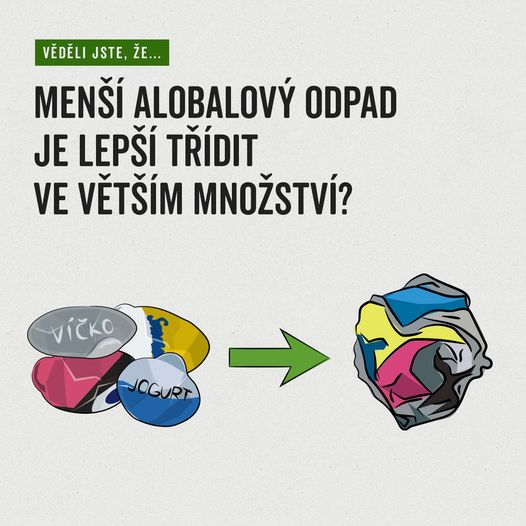 VĚDĚLI JSTE, ŽE...
MENŠÍ ALOBALOVÝ ODPAD
JE LEPŠÍ TŘÍDIT
VE VĚTŠÍM MNOŽSTVÍ?
VÍČKO
JOGURT